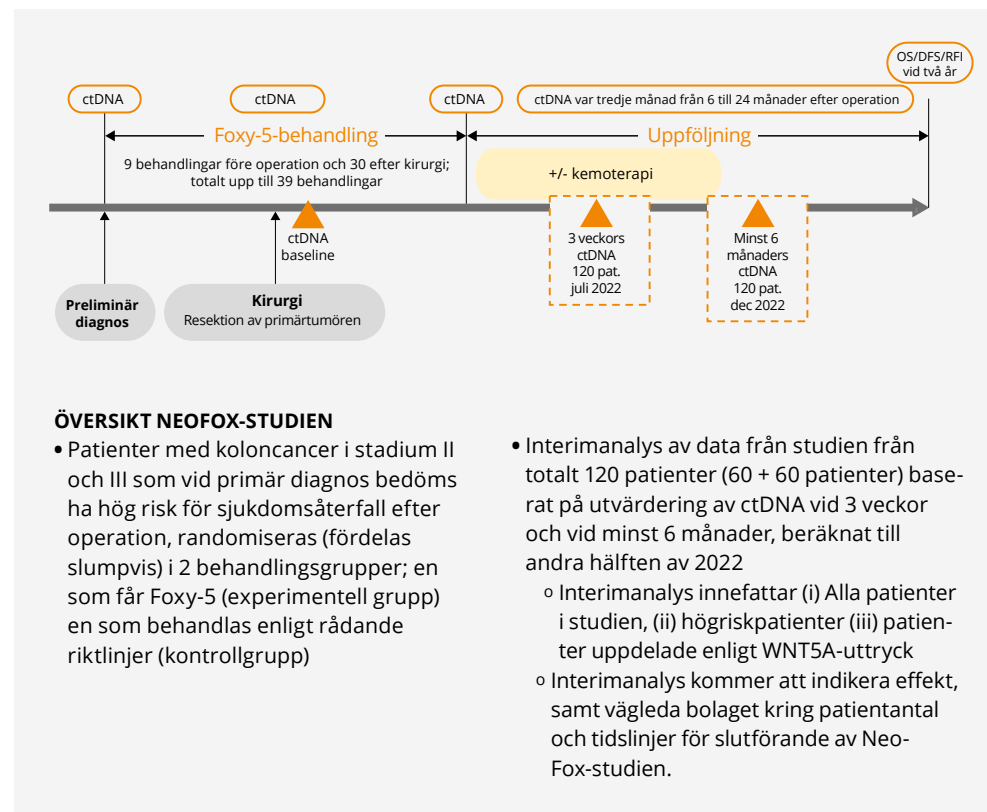 OS/DFS/RFI
vid två år
ctDNA
ctDNA
ctDNA
ctDNA var tredje månad från 6 till 24 månader efter operation
Foxy-5-behandling
Uppföljning
9 behandlingar före operation och 30 efter kirurgi;
totalt upp till 39 behandlingar
+/- kemoterapi
ctDNA
baseline
3 veckors
ctDNA
120 pat.
juli 2022
Minst 6
månaders
ctDNA
120 pat.
dec 2022
Preliminär
diagnos
Kirurgi
Resektion av primärtumören
ÖVERSIKT NEOFOX-STUDIEN
• Patienter med koloncancer i stadium II
och III som vid primär diagnos bedöms
ha hög risk för sjukdomsåterfall efter
operation, randomiseras (fördelas
slumpvis) i 2 behandlingsgrupper; en
som får Foxy-5 (experimentell grupp)
en som behandlas enligt rådande
riktlinjer (kontrollgrupp)
• Interimanalys av data från studien från
totalt 120 patienter (60 + 60 patienter) base-
rat på utvärdering av ctDNA vid 3 veckor
och vid minst 6 månader, beräknat till
andra hälften av 2022
o Interimanalys innefattar (i) Alla patienter
i studien, (ii) högriskpatienter (iii) patien-
ter uppdelade enligt WNT5A-uttryck
o Interimanalys kommer att indikera effekt,
samt vägleda bolaget kring patientantal
och tidslinjer för slutförande av Neo-
Fox-studien.